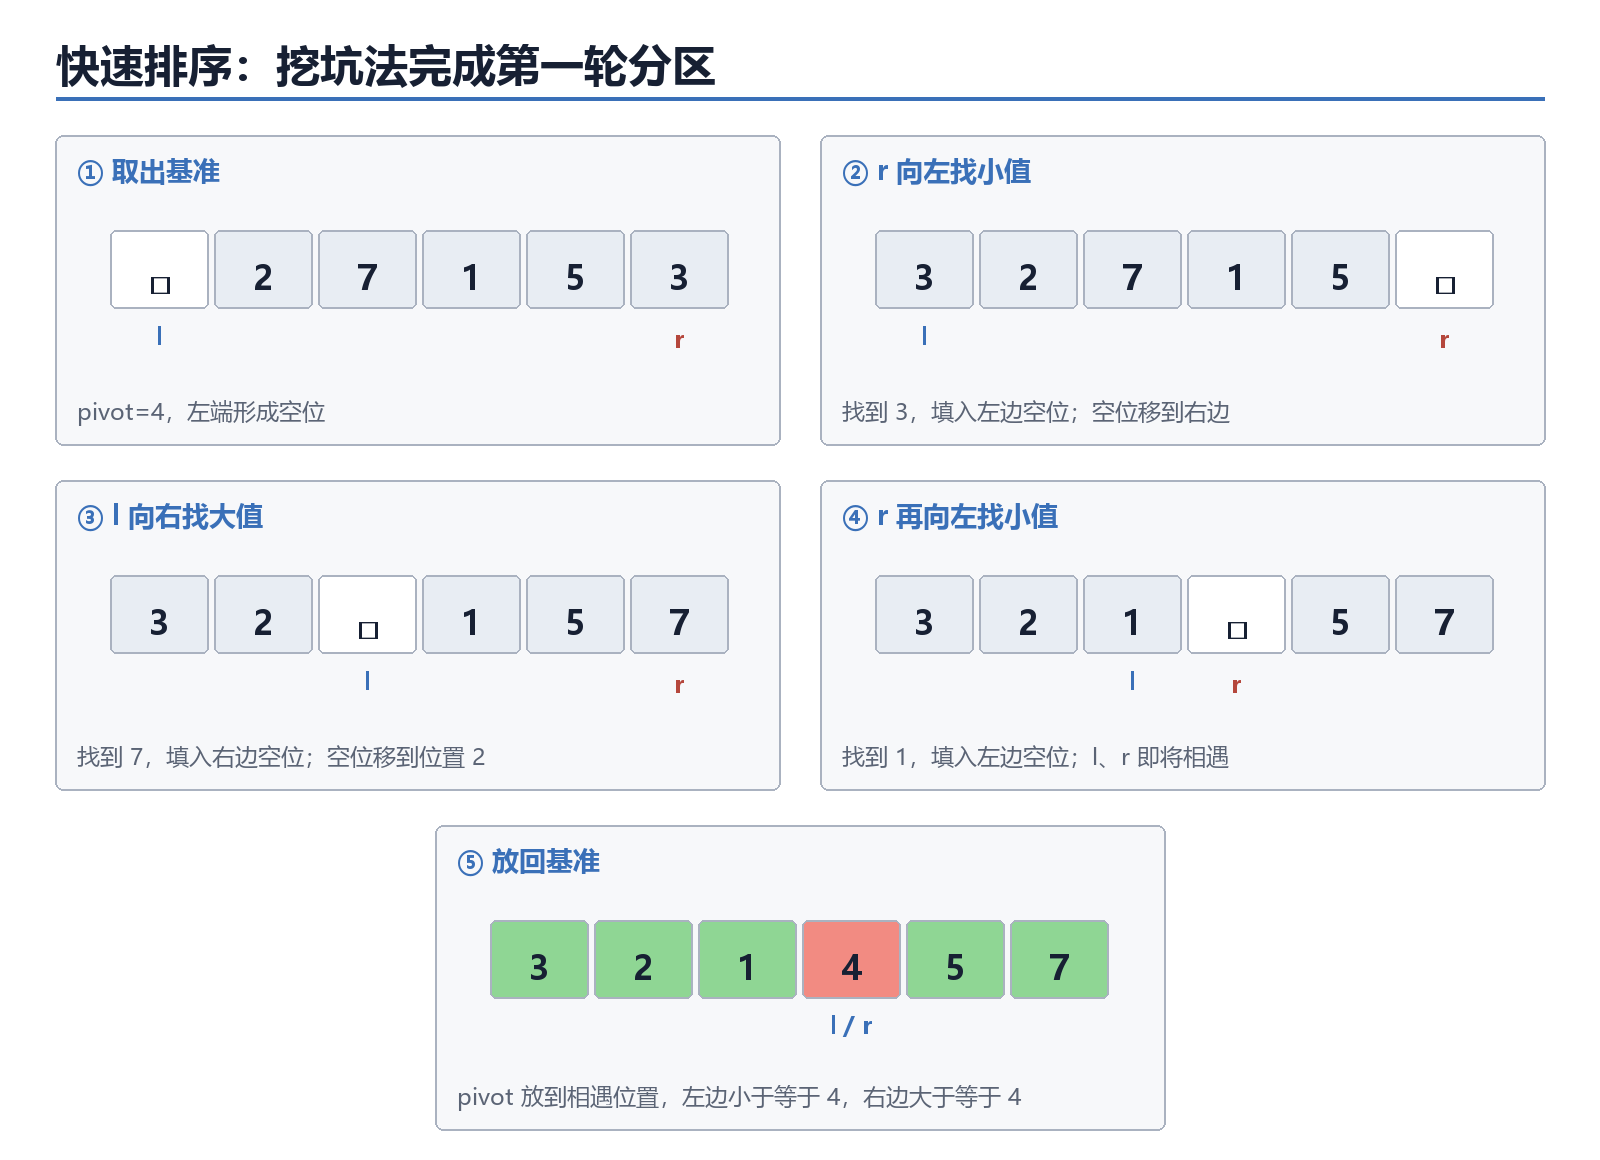 快速排序：挖坑法完成第一轮分区
① 取出基准
□ 2 7 1 5 3
l r
pivot=4，左端形成空位
② r 向左找小值
3 2 7 1 5 □
l r
找到 3，填入左边空位；空位移到右边
③ l 向右找大值
3 2 □ 1 5 7
l r
找到 7，填入右边空位；空位移到位置 2
④ r 再向左找小值
3 2 1 □ 5 7
l r
找到 1，填入左边空位；l、r 即将相遇
⑤ 放回基准
3 2 1 4 5 7
l / r
pivot 放到相遇位置，左边小于等于 4，右边大于等于 4